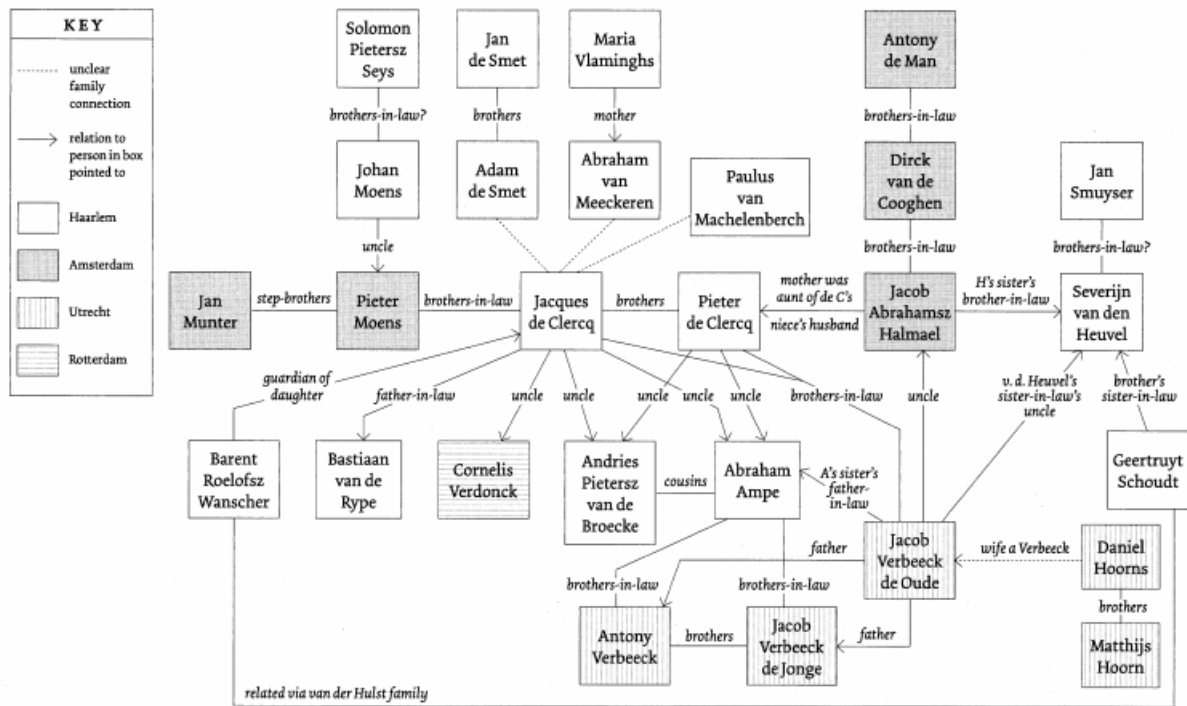 KEY
unclear
family
connection
relation to
person in box
pointed to
Haarlem
Amsterdam
Utrecht
Rotterdam
Solomon
Pietersz
Seys
Jan
de Smet
Maria
Vlaminghs
Antony
de Man
brothers-in-law?
brothers
mother
brothers-in-law
Johan
Moens
Adam
de Smet
Abraham
van
Meeckeren
Paulus
van
Machelenberch
Dirck
van de
Cooghen
Jan
Smuyser
uncle
brothers-in-law
brothers-in-law?
Jan
Munter
step-brothers
Pieter
Moens
brothers-in-law
Jacques
de Clercq
brothers
Pieter
de Clercq
mother was
aunt of de C's
niece's husband
Jacob
Abrahamsz
Halmael
H's sister's
brother-in-law
Severijn
van den
Heuvel
guardian of
daughter
father-in-law
uncle
uncle
uncle
uncle
uncle
brothers-in-law
uncle
v. d. Heuvel's
sister-in-law's
uncle
brother's
sister-in-law
Barent
Roelofsz
Wanscher
Bastiaan
van de
Rype
Cornelis
Verdonck
Andries
Pietersz
van de
Broecke
cousins
Abraham
Ampe
A's sister's
father-
in-law
Geertruyt
Schoudt
Jacob
Verbeeck
de Oude
wife a Verbeeck
Daniel
Hoorns
father
brothers-in-law
brothers-in-law
brothers
Antony
Verbeeck
brothers
Jacob
Verbeeck
de Jonge
father
Matthijs
Hoorn
related via van der Hulst family